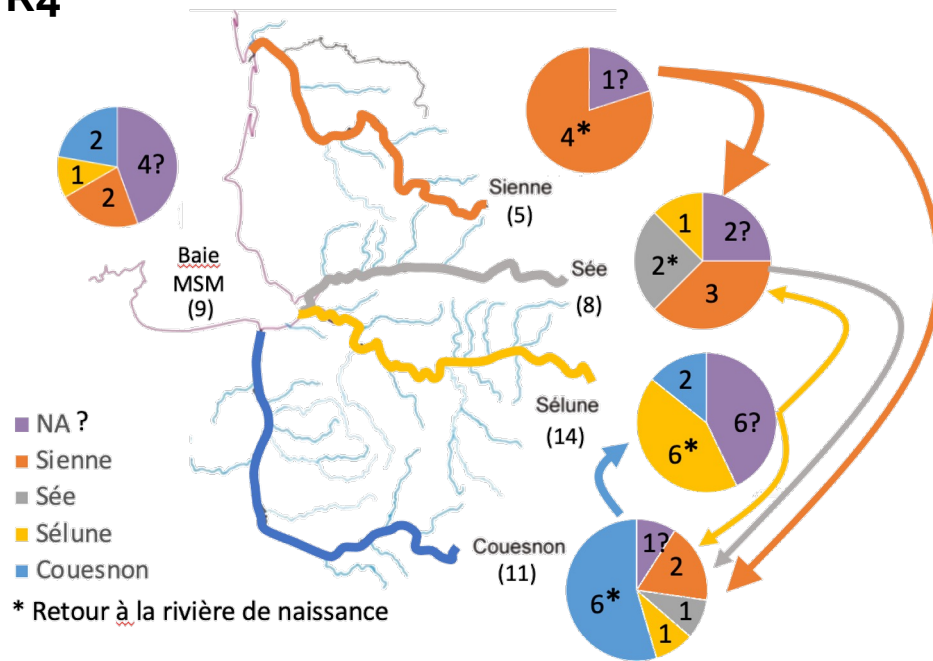 R4
1?
4*
2
4?
1
2
Sienne
(5)
1
2?
2*
3
Baie
MSM
(9)
Sée
(8)
2
6?
6*
Sélune
(14)
NA ?
Sienne
Sée
Sélune
Couesnon
* Retour à la rivière de naissance
Couesnon
(11)
1?
2
6*
1
1